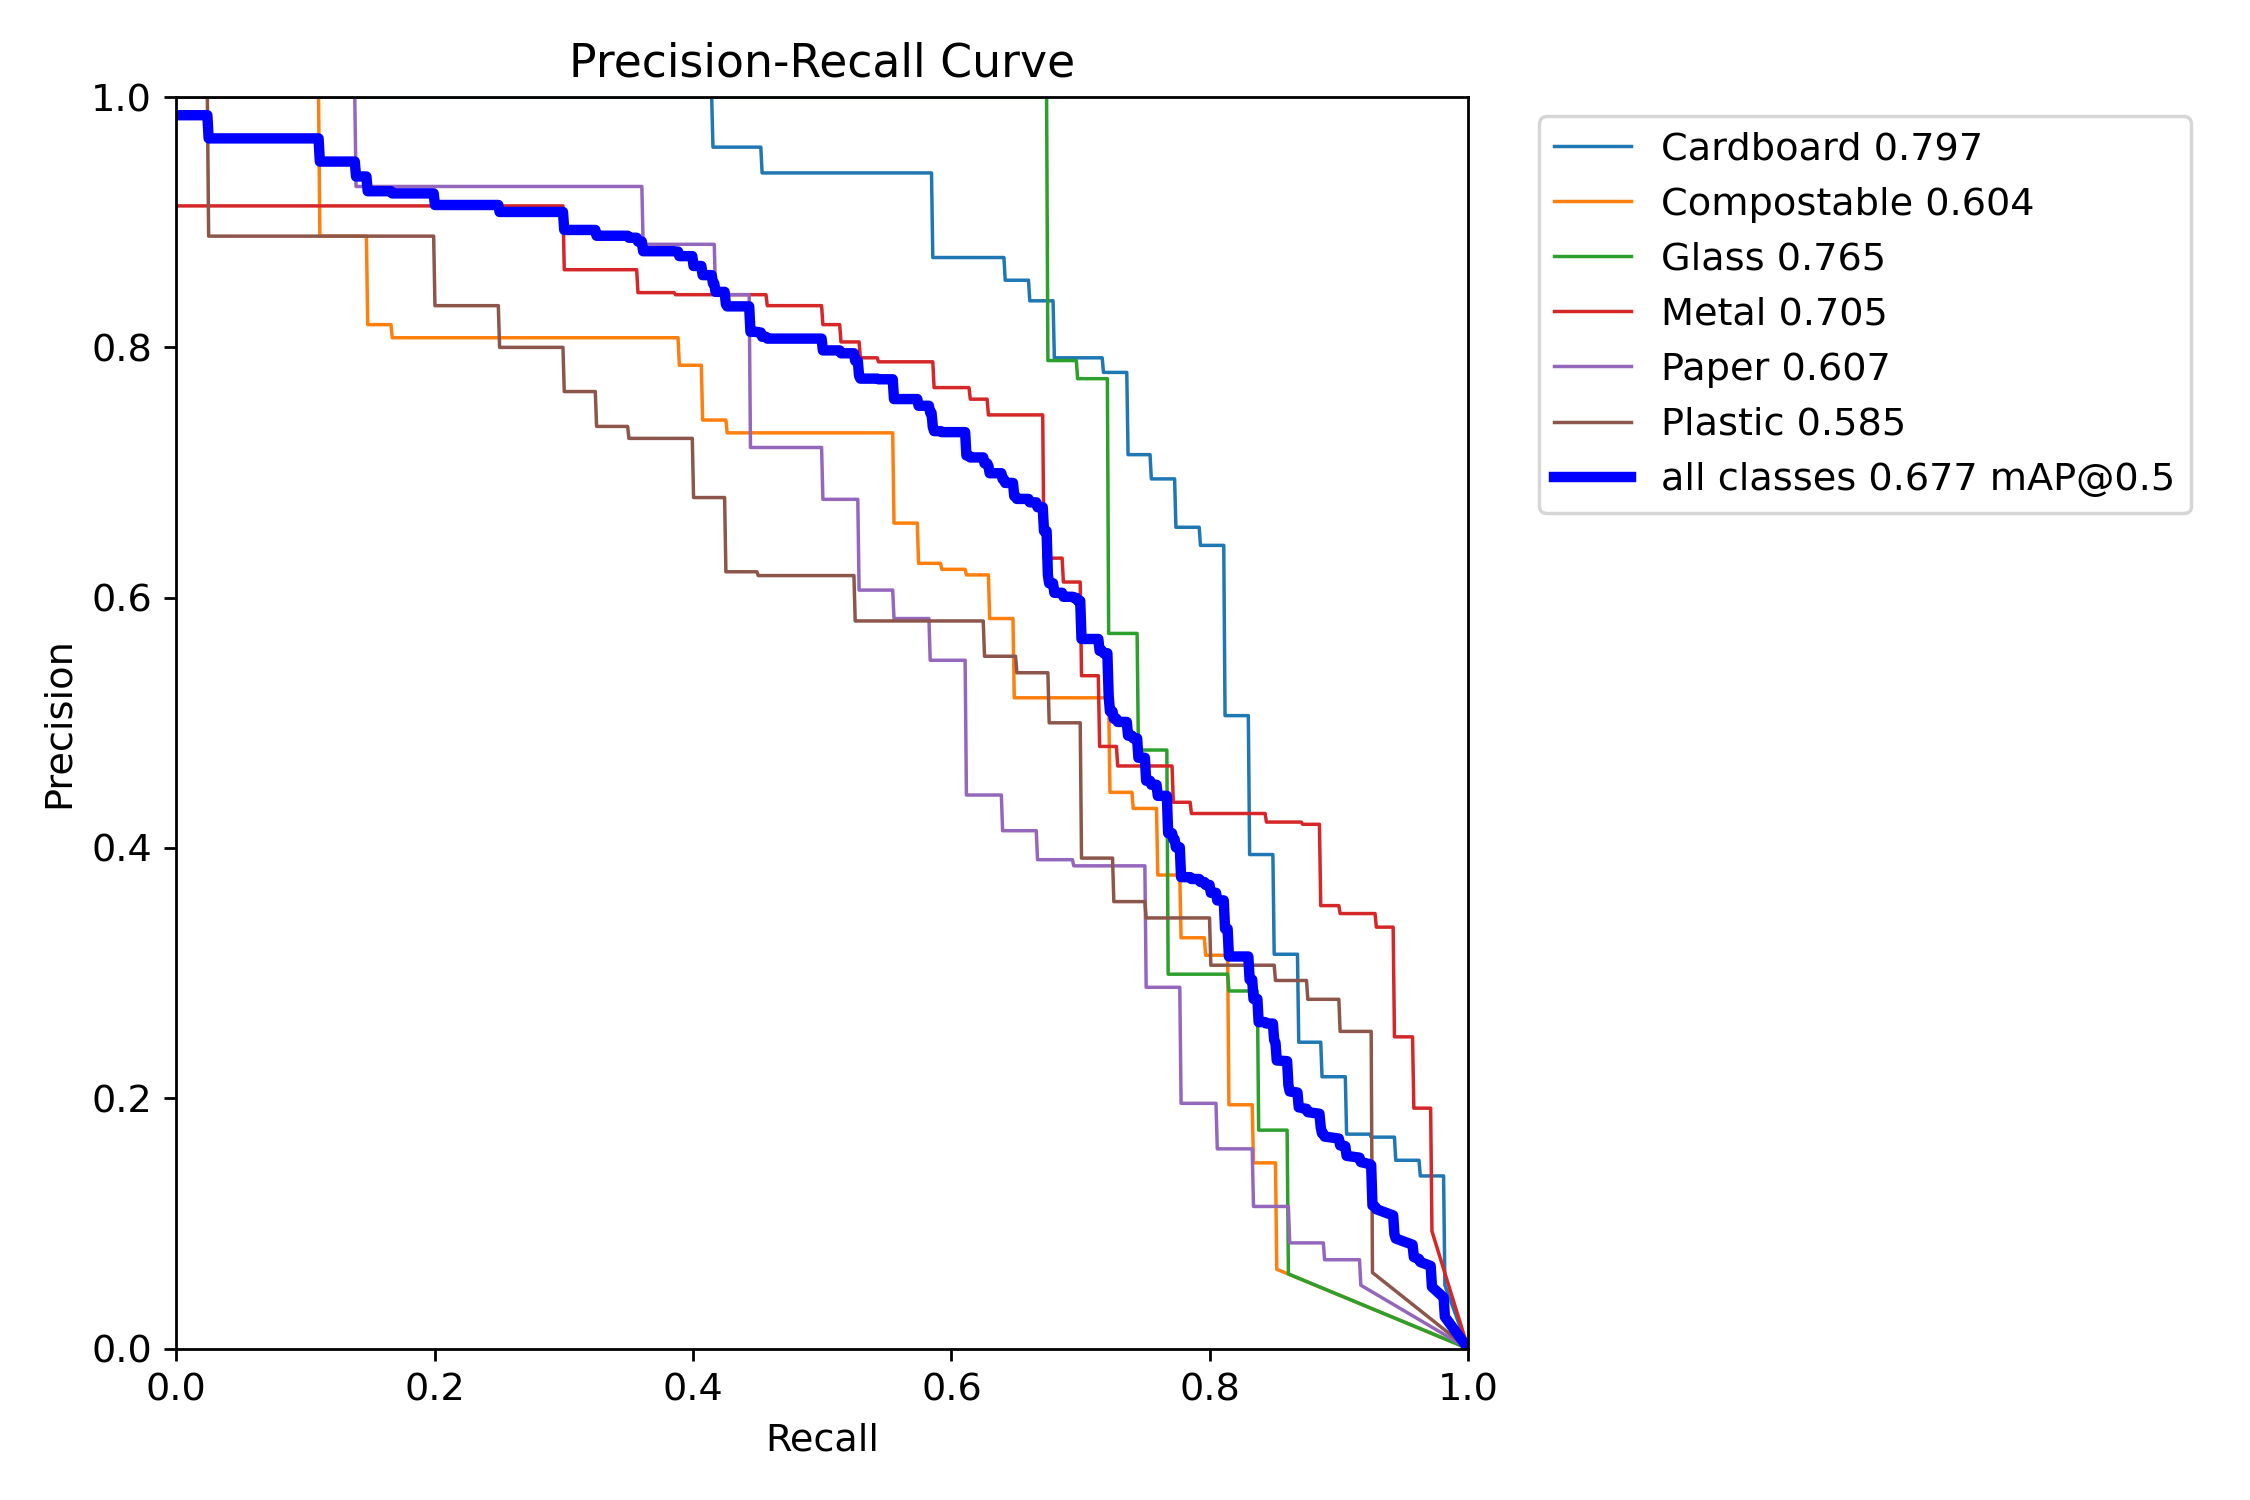 Precision-Recall Curve
1.0
0.8
0.6
0.4
0.2
0.0
Precision
0.0 0.2 0.4 0.6 0.8 1.0
Recall
Cardboard 0.797
Compostable 0.604
Glass 0.765
Metal 0.705
Paper 0.607
Plastic 0.585
all classes 0.677 mAP@0.5